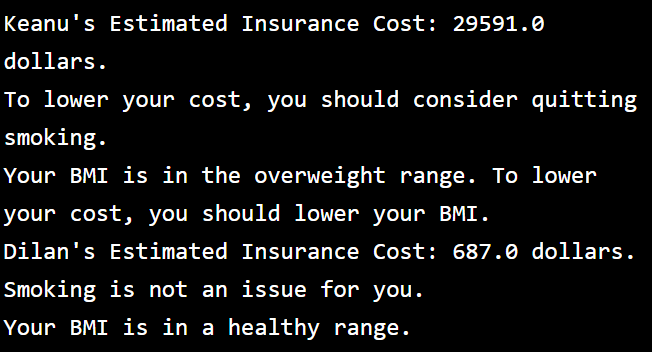 Keanu's Estimated Insurance Cost: 29591.0
dollars.
To lower your cost, you should consider quitting
smoking.
Your BMI is in the overweight range. To lower
your cost, you should lower your BMI.
Dilan's Estimated Insurance Cost: 687.0 dollars.
Smoking is not an issue for you.
Your BMI is in a healthy range.